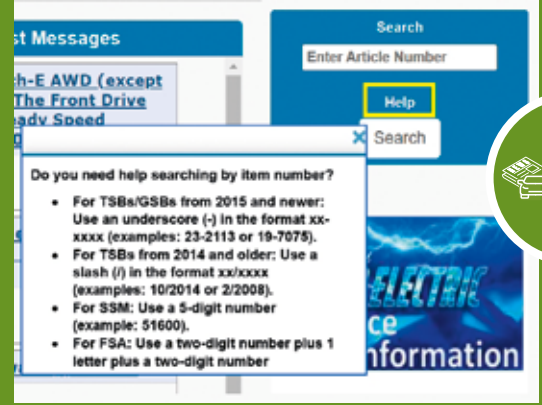 st Messages
h-E AWD (except
The Front Drive
ady Speed
Search
Enter Article Number
Help
Search
Do you need help searching by item number?
• For TSBs/GSBs from 2015 and newer:
Use an underscore (-) in the format xx-
xxxx (examples: 23-2113 or 19-7075).
• For TSBs from 2014 and older: Use a
slash (/) in the format xx/xxxx
(examples: 10/2014 or 2/2008).
• For SSM: Use a 5-digit number
(example: 51600).
• For FSA: Use a two-digit number plus 1
letter plus a two-digit number
ELECTRIC
ce
nformation